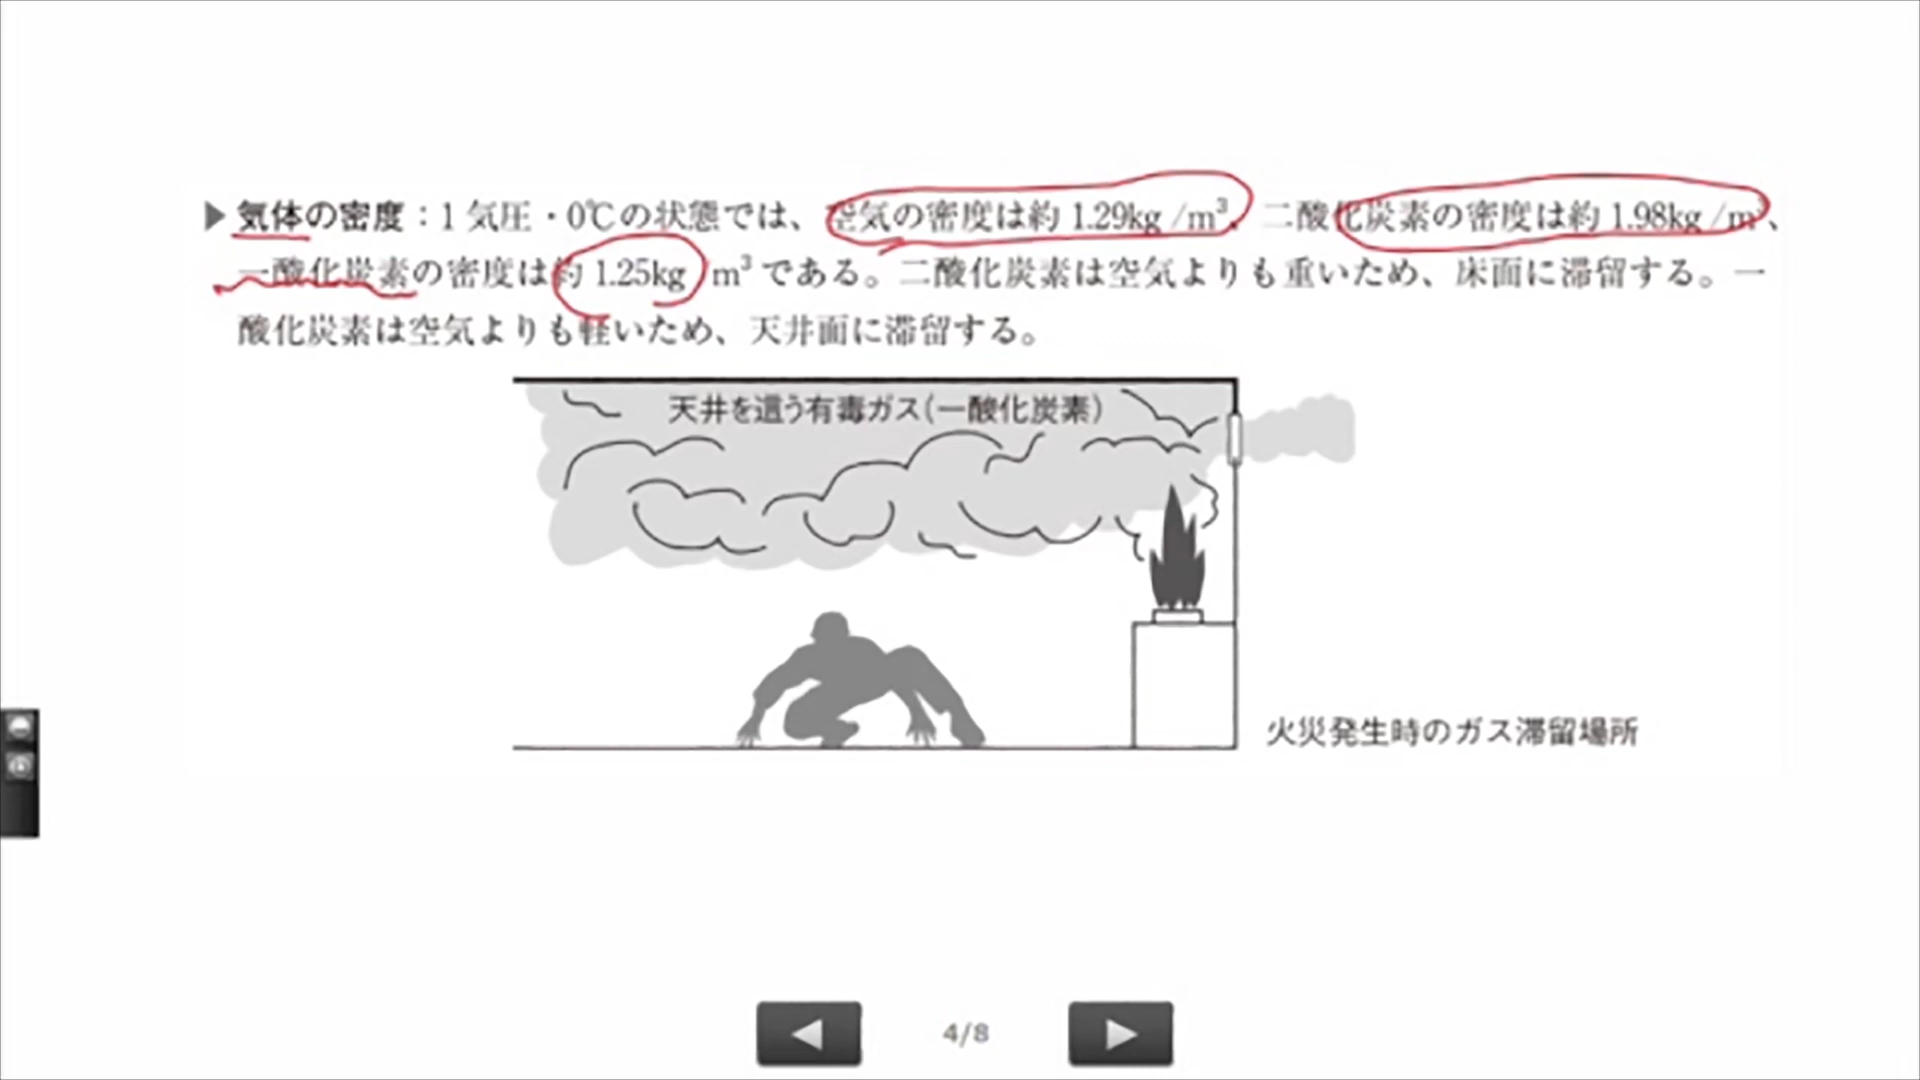 ▶気体の密度：1気圧・0℃の状態では、空気の密度は約 1.29kg /m³、二酸化炭素の密度は約 1.98kg /m³、
一酸化炭素の密度は約 1.25kg m³である。二酸化炭素は空気よりも重いため、床面に滞留する。一
酸化炭素は空気よりも軽いため、天井面に滞留する。
天井を這う有毒ガス(一酸化炭素)
火災発生時のガス滞留場所
4/8